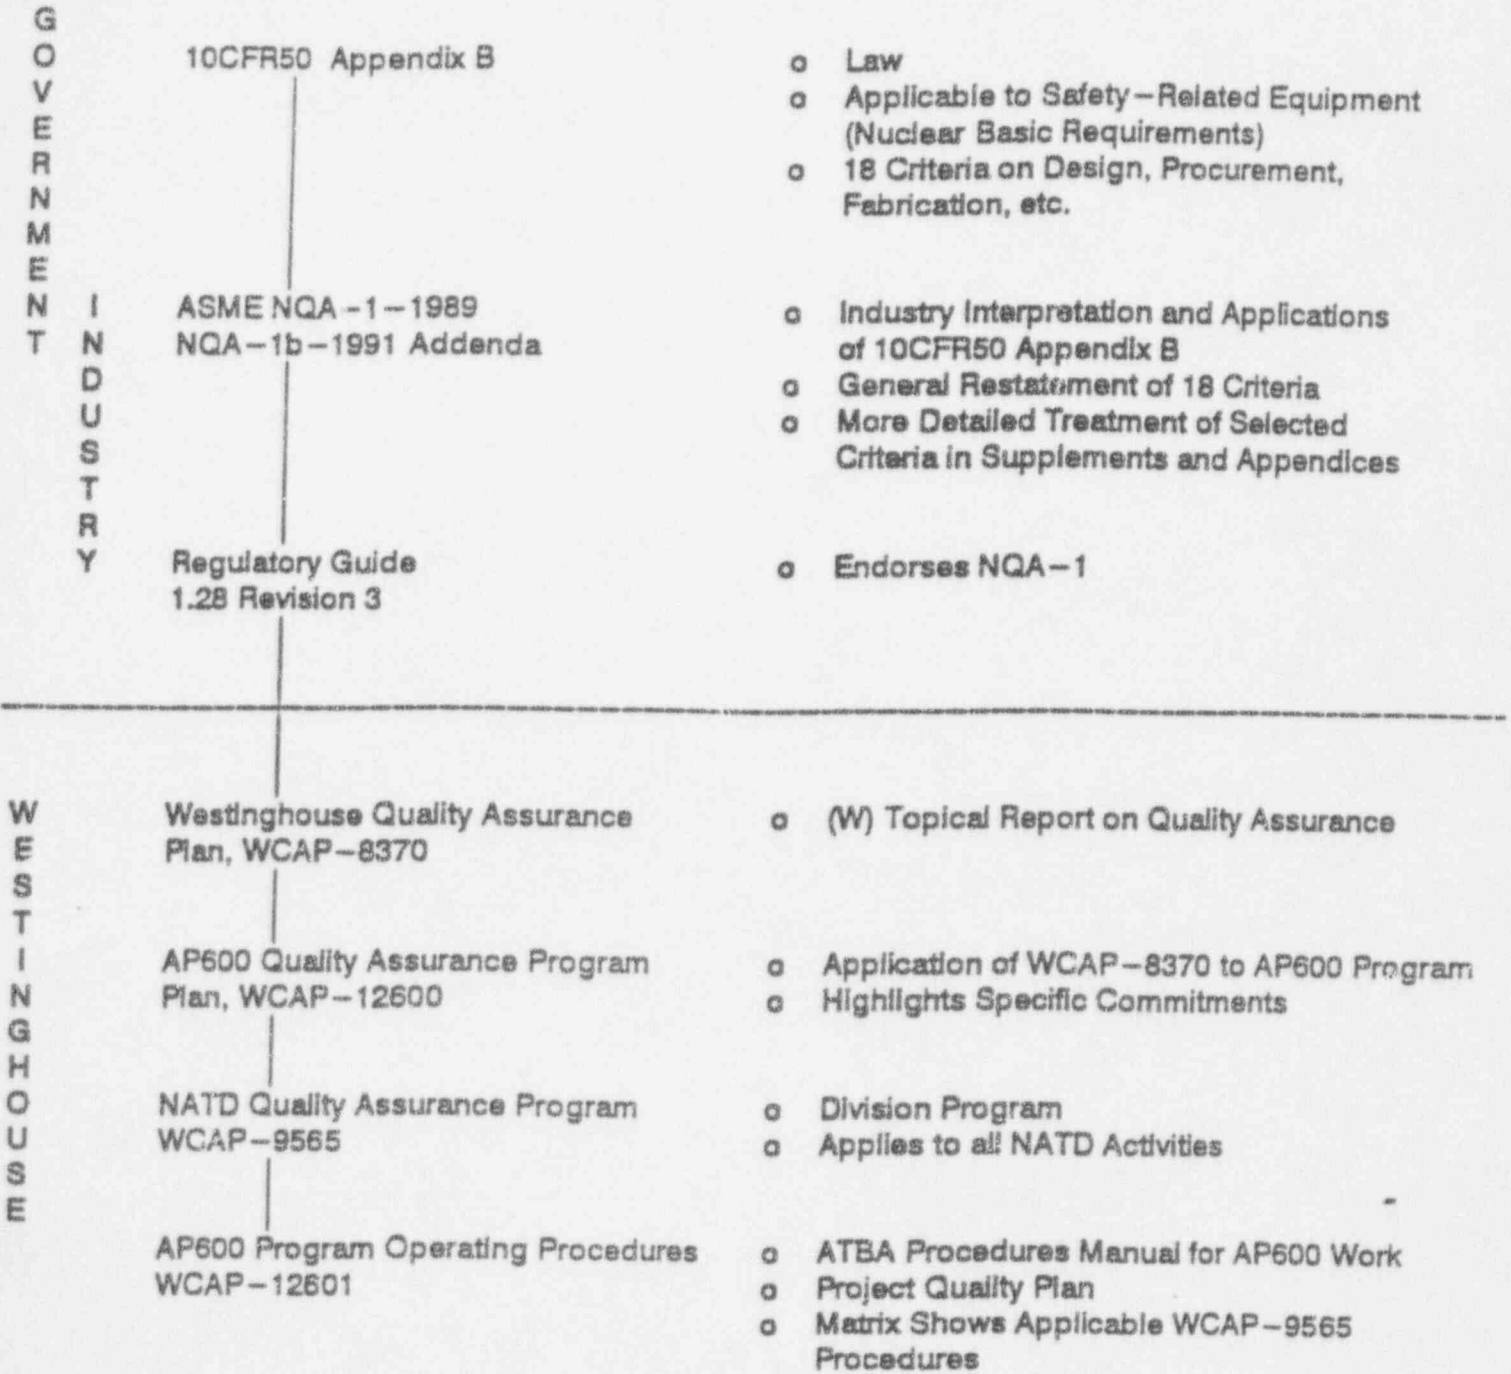 GOVERNMENT
INDUSTRY
10CFR50 Appendix B
o Law
o Applicable to Safety-Related Equipment
(Nuclear Basic Requirements)
o 18 Criteria on Design, Procurement,
Fabrication, etc.
ASME NQA-1-1989
NQA-1b-1991 Addenda
o Industry Interpretation and Applications
of 10CFR50 Appendix B
o General Restatement of 18 Criteria
o More Detailed Treatment of Selected
Criteria in Supplements and Appendices
Regulatory Guide
1.28 Revision 3
o Endorses NQA-1
WESTINGHOUSE
Westinghouse Quality Assurance
Plan, WCAP-8370
o (W) Topical Report on Quality Assurance
AP600 Quality Assurance Program
Plan, WCAP-12600
o Application of WCAP-8370 to AP600 Program
o Highlights Specific Commitments
NATD Quality Assurance Program
WCAP-9565
o Division Program
o Applies to all NATD Activities
AP600 Program Operating Procedures
WCAP-12601
o ATBA Procedures Manual for AP600 Work
o Project Quality Plan
o Matrix Shows Applicable WCAP-9565
Procedures